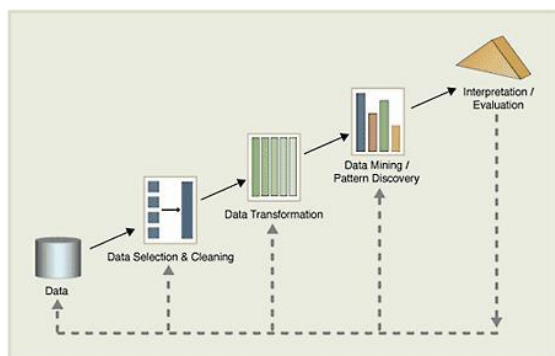 Data
Data Selection & Cleaning
Data Transformation
Data Mining /
Pattern Discovery
Interpretation /
Evaluation